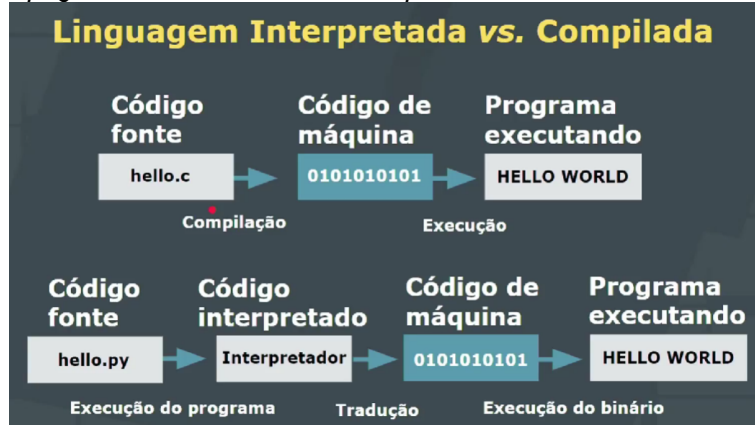 Linguagem Interpretada vs. Compilada
Código fonte
Código de máquina
Programa executando
hello.c
0101010101
HELLO WORLD
Compilação
Execução
Código fonte
Código interpretado
Código de máquina
Programa executando
hello.py
Interpretador
0101010101
HELLO WORLD
Execução do programa
Tradução
Execução do binário